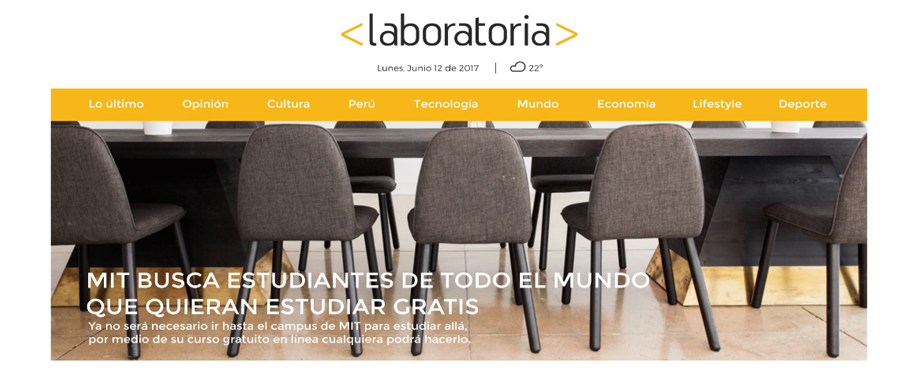 <laboratoria>
Lunes, Junio 12 de 2017 | 22°
Lo último Opinión Cultura Perú Tecnología Mundo Economía Lifestyle Deporte
MIT BUSCA ESTUDIANTES DE TODO EL MUNDO
QUE QUIERAN ESTUDIAR GRATIS
Ya no será necesario ir hasta el campus de MIT para estudiar allá,
por medio de su curso gratuito en línea cualquiera podrá hacerlo.